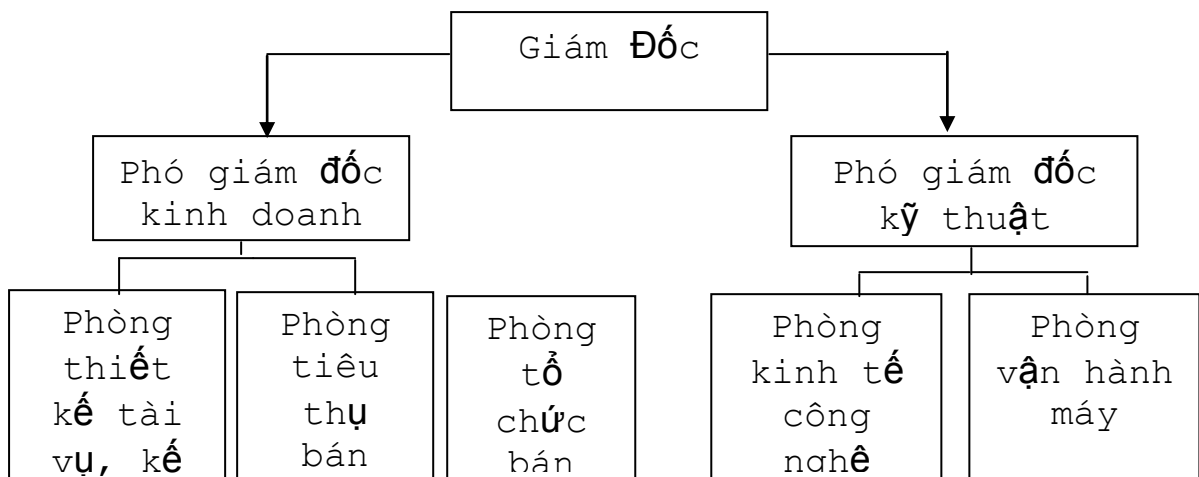 Giám Đốc
Phó giám đốc
kinh doanh
Phó giám đốc
kỹ thuật
Phòng
thiết
kế tài
vụ, kế
Phòng
tiêu
thụ
bán
Phòng
tổ
chức
bán
Phòng
kinh tế
công
nghê
Phòng
vận hành
máy